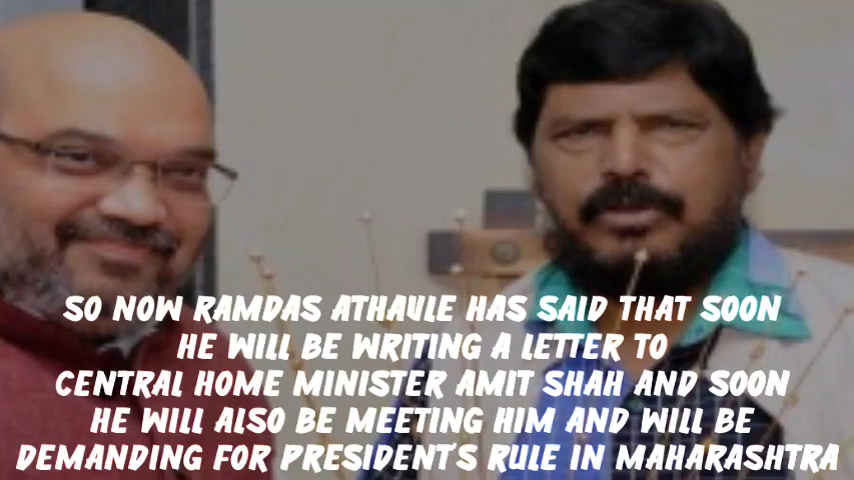 SO NOW RAMDAS ATHAVLE HAS SAID THAT SOON
HE WILL BE WRITING A LETTER TO
CENTRAL HOME MINISTER AMIT SHAH AND SOON
HE WILL ALSO BE MEETING HIM AND WILL BE
DEMANDING FOR PRESIDENT'S RULE IN MAHARASHTRA